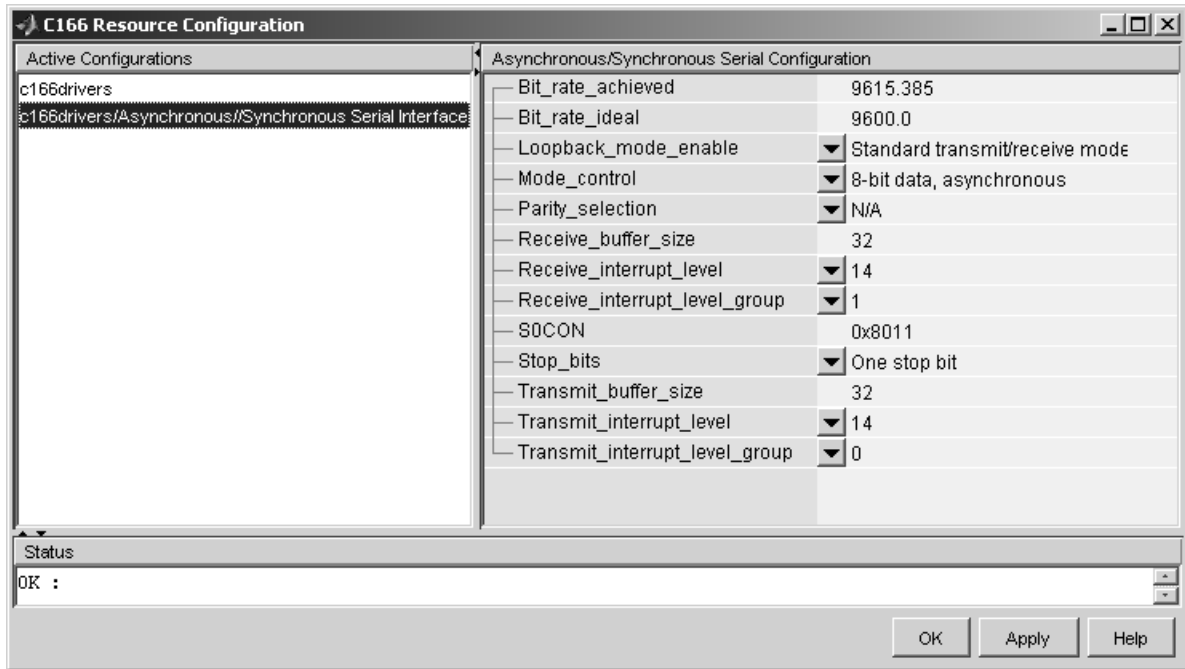 C166 Resource Configuration
Active Configurations
c166drivers
c166drivers/Asynchronous//Synchronous Serial Interface
Asynchronous/Synchronous Serial Configuration
Bit_rate_achieved 9615.385
Bit_rate_ideal 9600.0
Loopback_mode_enable Standard transmit/receive mode
Mode_control 8-bit data, asynchronous
Parity_selection N/A
Receive_buffer_size 32
Receive_interrupt_level 14
Receive_interrupt_level_group 1
S0CON 0x8011
Stop_bits One stop bit
Transmit_buffer_size 32
Transmit_interrupt_level 14
Transmit_interrupt_level_group 0
Status
OK :
OK Apply Help